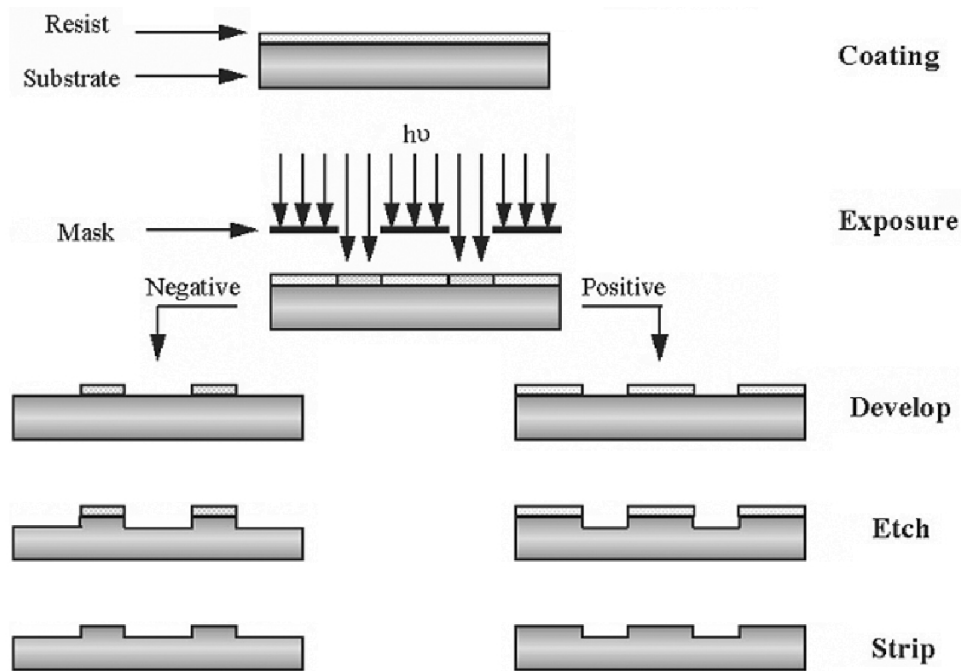 Resist
Substrate
Coating
hυ
Mask
Exposure
Negative
Positive
Develop
Etch
Strip